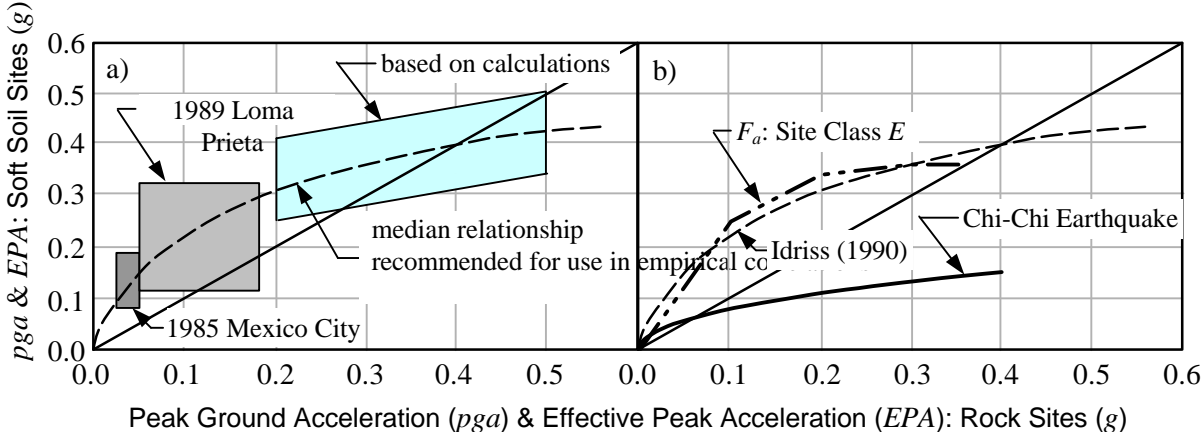 pga & EPA: Soft Soil Sites (g)
0.6
0.5
0.4
0.3
0.2
0.1
0.0
a)
based on calculations
1989 Loma
Prieta
median relationship
recommended for use in empirical co
1985 Mexico City
0.0 0.1 0.2 0.3 0.4 0.5
b)
Fa: Site Class E
Chi-Chi Earthquake
Idriss (1990)
0.0 0.1 0.2 0.3 0.4 0.5 0.6
Peak Ground Acceleration (pga) & Effective Peak Acceleration (EPA): Rock Sites (g)